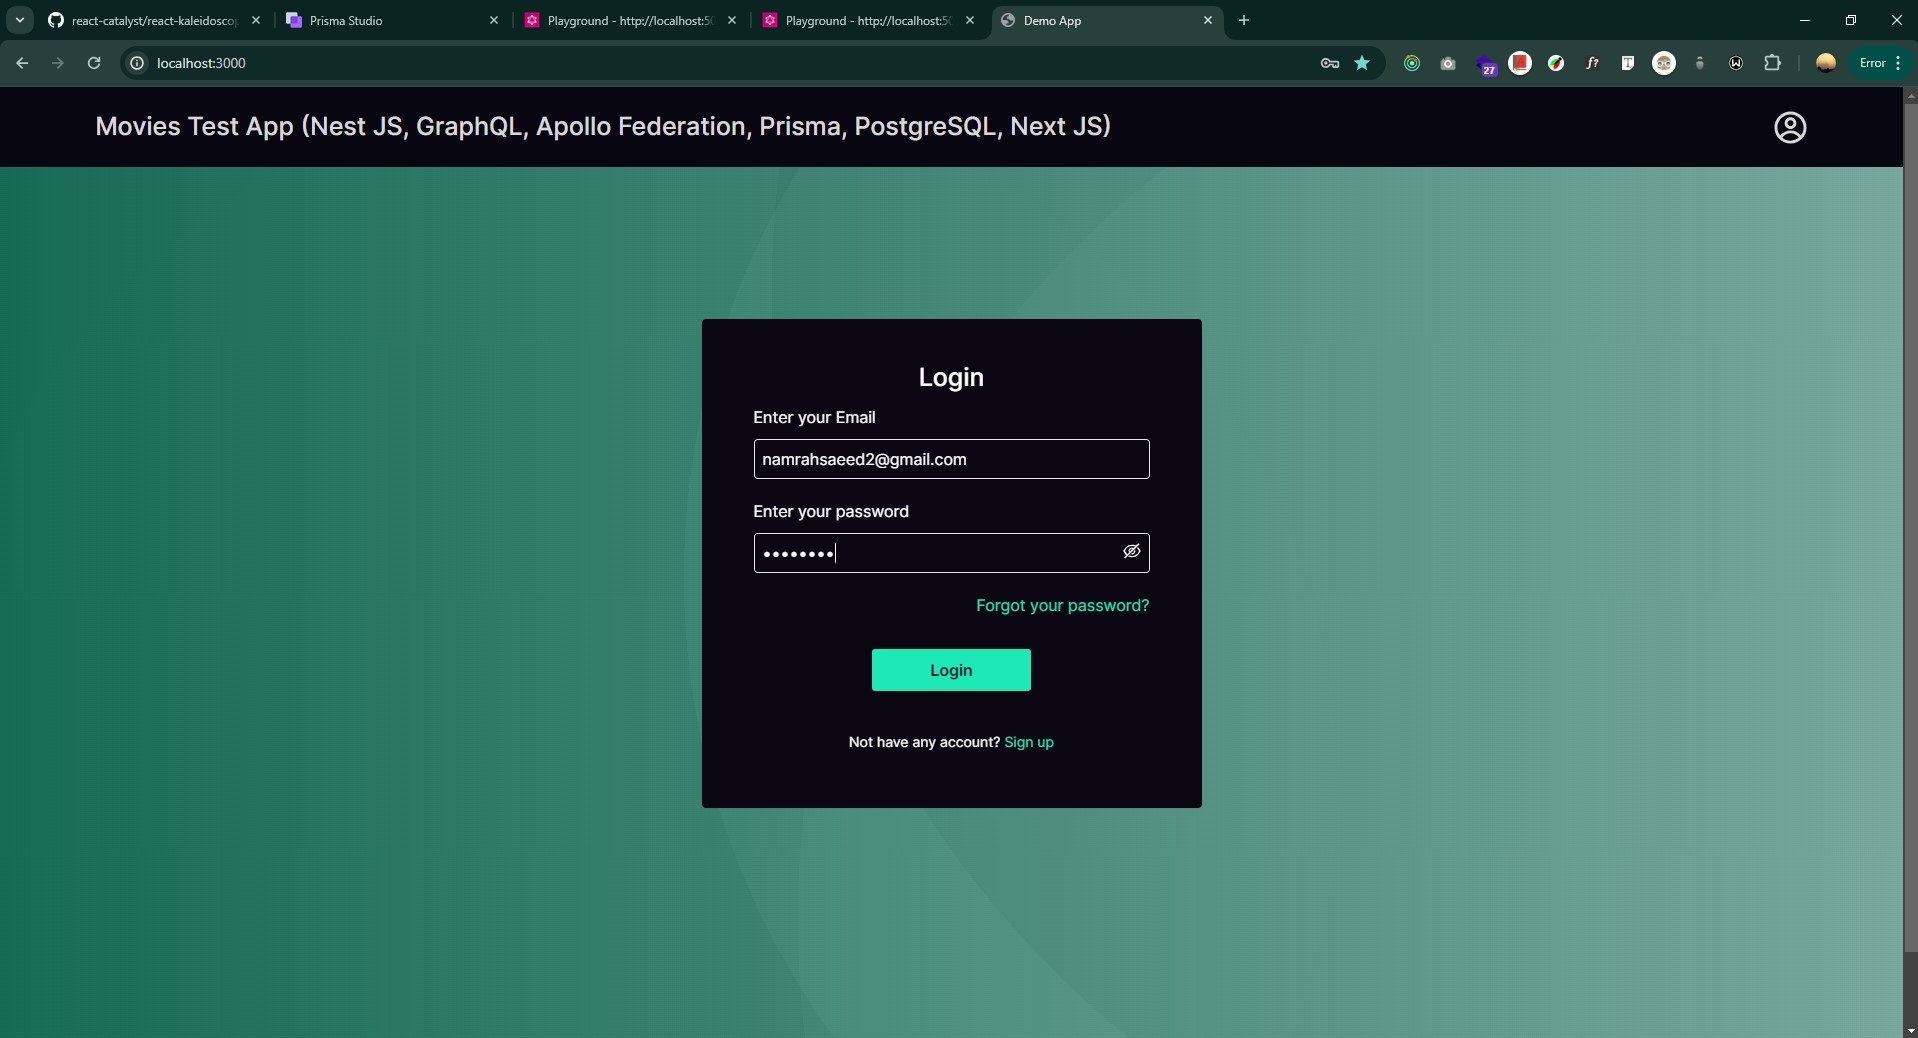 react-catalyst/react-kaleidoscop
Prisma Studio
Playground - http://localhost:50
Playground - http://localhost:50
Demo App
localhost:3000
27
f?
T
W
Error
Movies Test App (Nest JS, GraphQL, Apollo Federation, Prisma, PostgreSQL, Next JS)
Login
Enter your Email
namrahsaeed2@gmail.com
Enter your password
••••••••
Forgot your password?
Login
Not have any account? Sign up